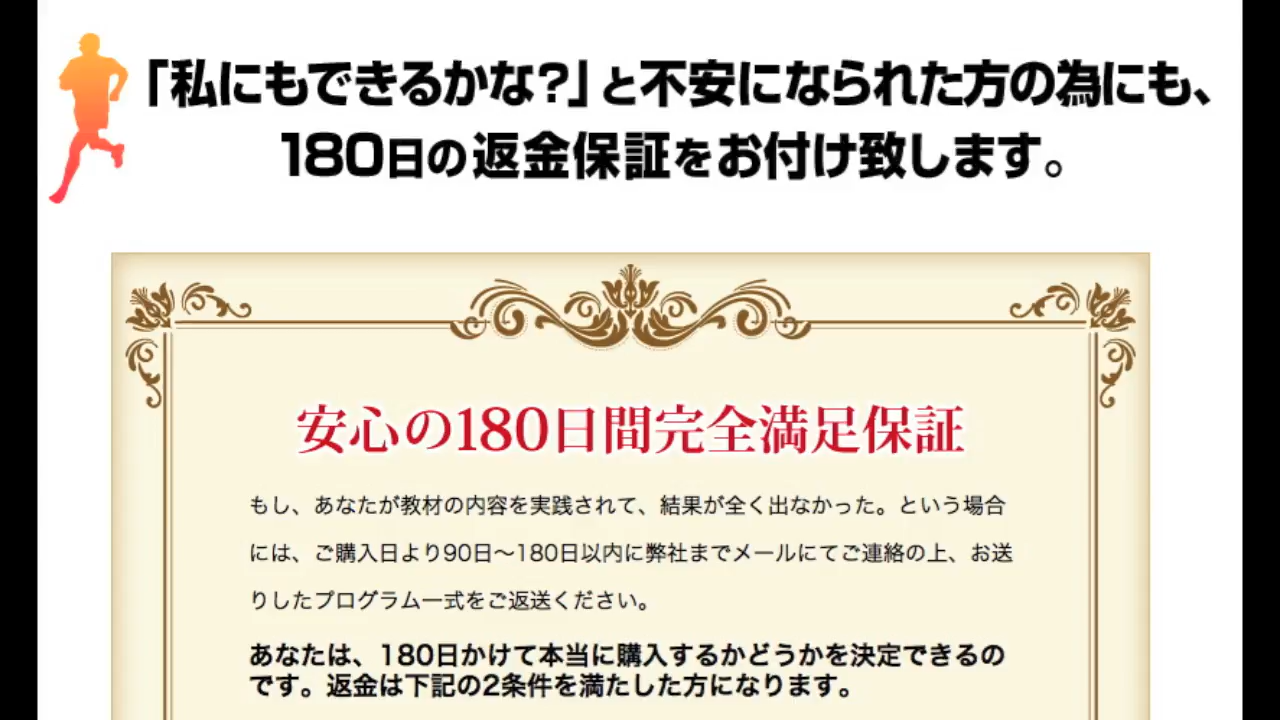 「私にもできるかな?」と不安になられた方の為にも、
180日の返金保証をお付け致します。
安心の180日間完全満足保証
もし、あなたが教材の内容を実践されて、結果が全く出なかった。という場合
には、ご購入日より90日〜180日以内に弊社までメールにてご連絡の上、お送
りしたプログラム一式をご返送ください。
あなたは、180日かけて本当に購入するかどうかを決定できるの
です。返金は下記の2条件を満たした方になります。